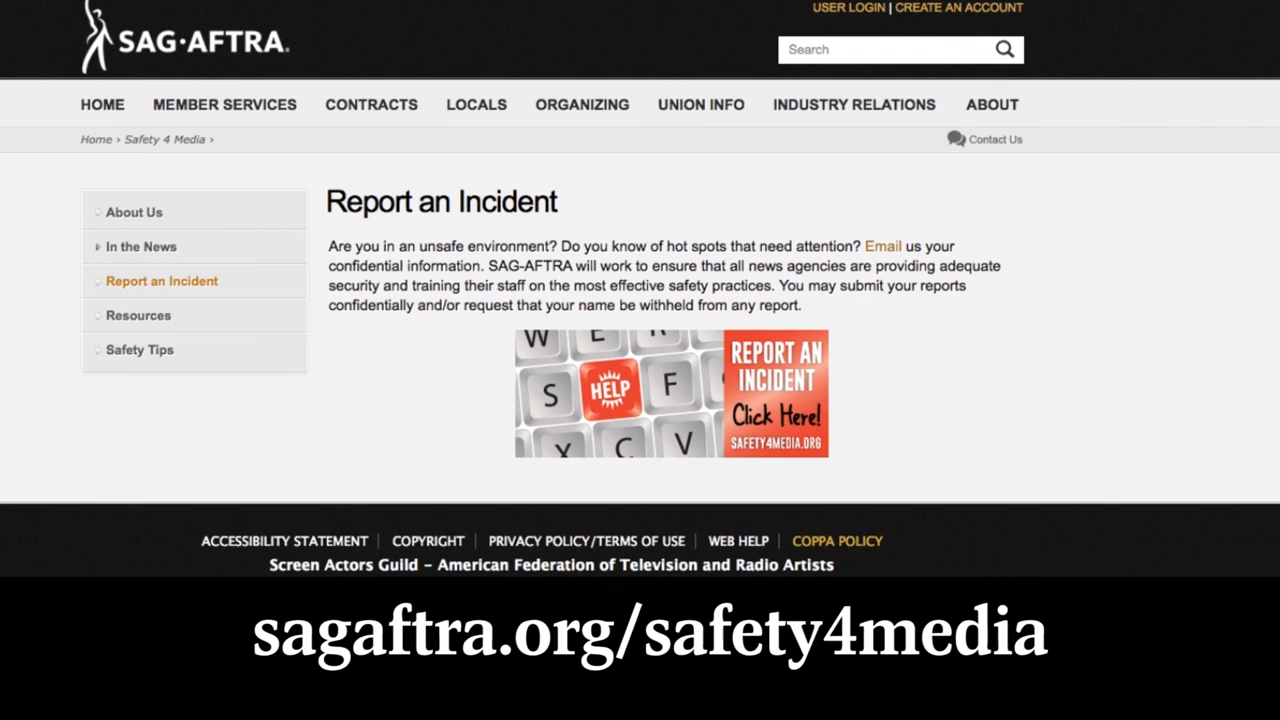 SAG·AFTRA®
USER LOGIN | CREATE AN ACCOUNT
Search
HOME MEMBER SERVICES CONTRACTS LOCALS ORGANIZING UNION INFO INDUSTRY RELATIONS ABOUT
Home › Safety 4 Media ›
Contact Us
About Us
In the News
Report an Incident
Resources
Safety Tips
Report an Incident
Are you in an unsafe environment? Do you know of hot spots that need attention? Email us your
confidential information. SAG-AFTRA will work to ensure that all news agencies are providing adequate
security and training their staff on the most effective safety practices. You may submit your reports
confidentially and/or request that your name be withheld from any report.
W E R
S HELP F
X C V
REPORT AN
INCIDENT
Click Here!
SAFETY4MEDIA.ORG
ACCESSIBILITY STATEMENT | COPYRIGHT | PRIVACY POLICY/TERMS OF USE | WEB HELP | COPPA POLICY
Screen Actors Guild – American Federation of Television and Radio Artists
sagaftra.org/safety4media